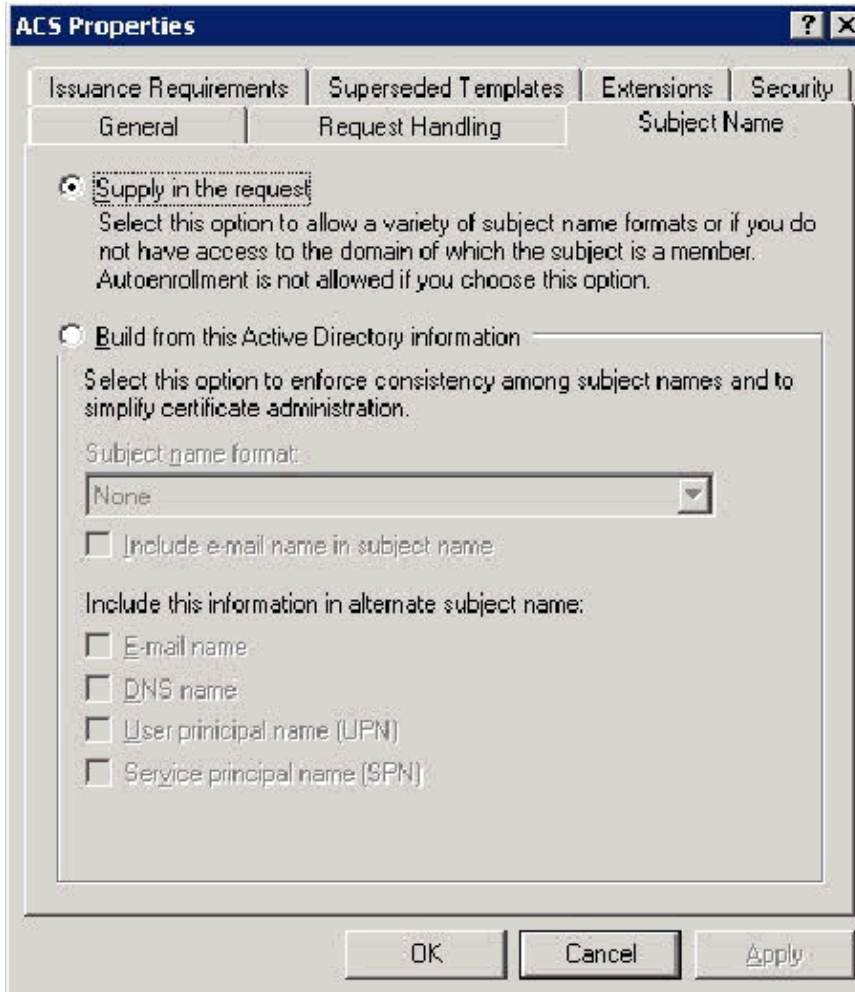 ACS Properties
Issuance Requirements Superseded Templates Extensions Security
General Request Handling Subject Name
Supply in the request
Select this option to allow a variety of subject name formats or if you do
not have access to the domain of which the subject is a member.
Autoenrollment is not allowed if you choose this option.
Build from this Active Directory information
Select this option to enforce consistency among subject names and to
simplify certificate administration.
Subject name format:
None
Include e-mail name in subject name
Include this information in alternate subject name:
E-mail name
DNS name
User prinicipal name (UPN)
Service principal name (SPN)
OK Cancel Apply